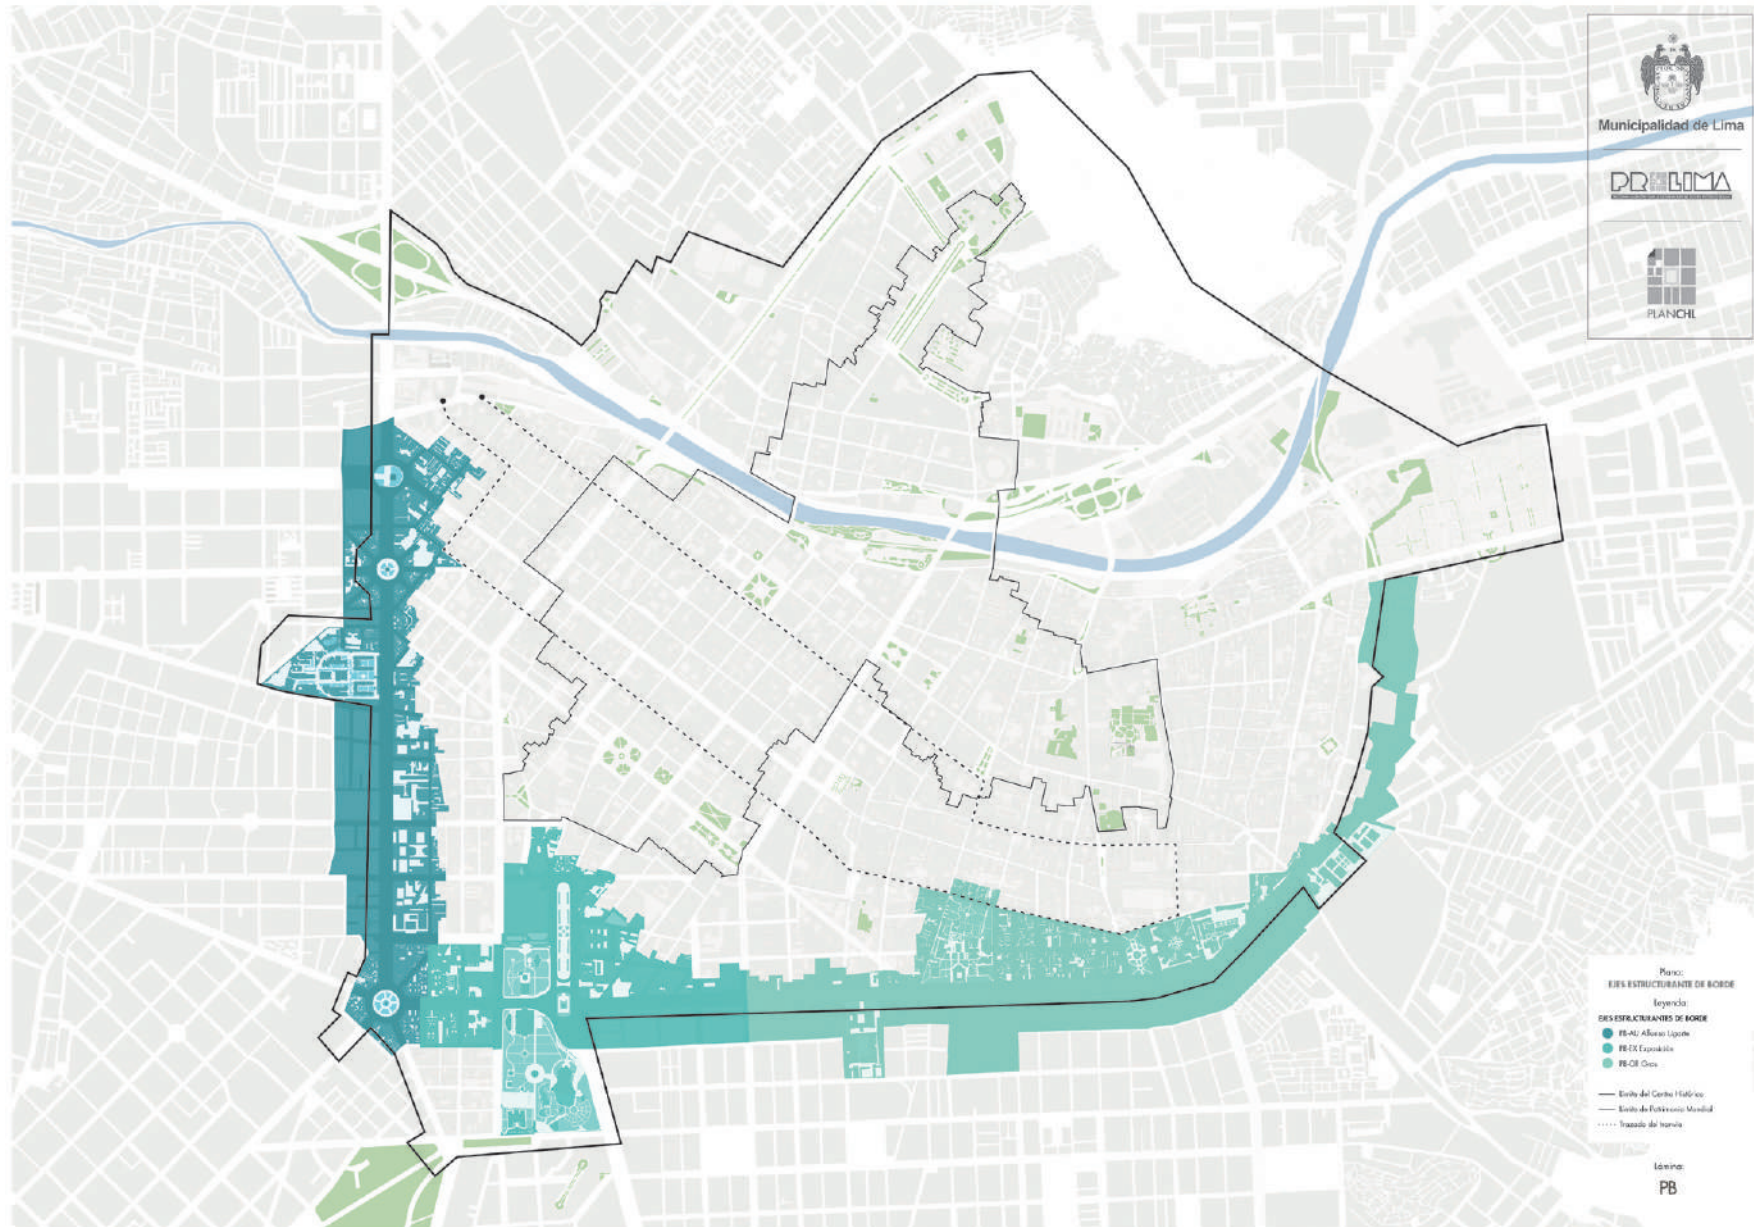 Municipalidad de Lima
PROLIMA
PLANCHL
Plano:
EJES ESTRUCTURANTE DE BORDE
Leyenda:
EJES ESTRUCTURANTES DE BORDE
PB-AU Alfonso Ugarte
PB-EX Exposición
PB-GR Grau
Límite del Centro Histórico
Límite de Patrimonio Mundial
Trazado del tranvía
Lámina:
PB